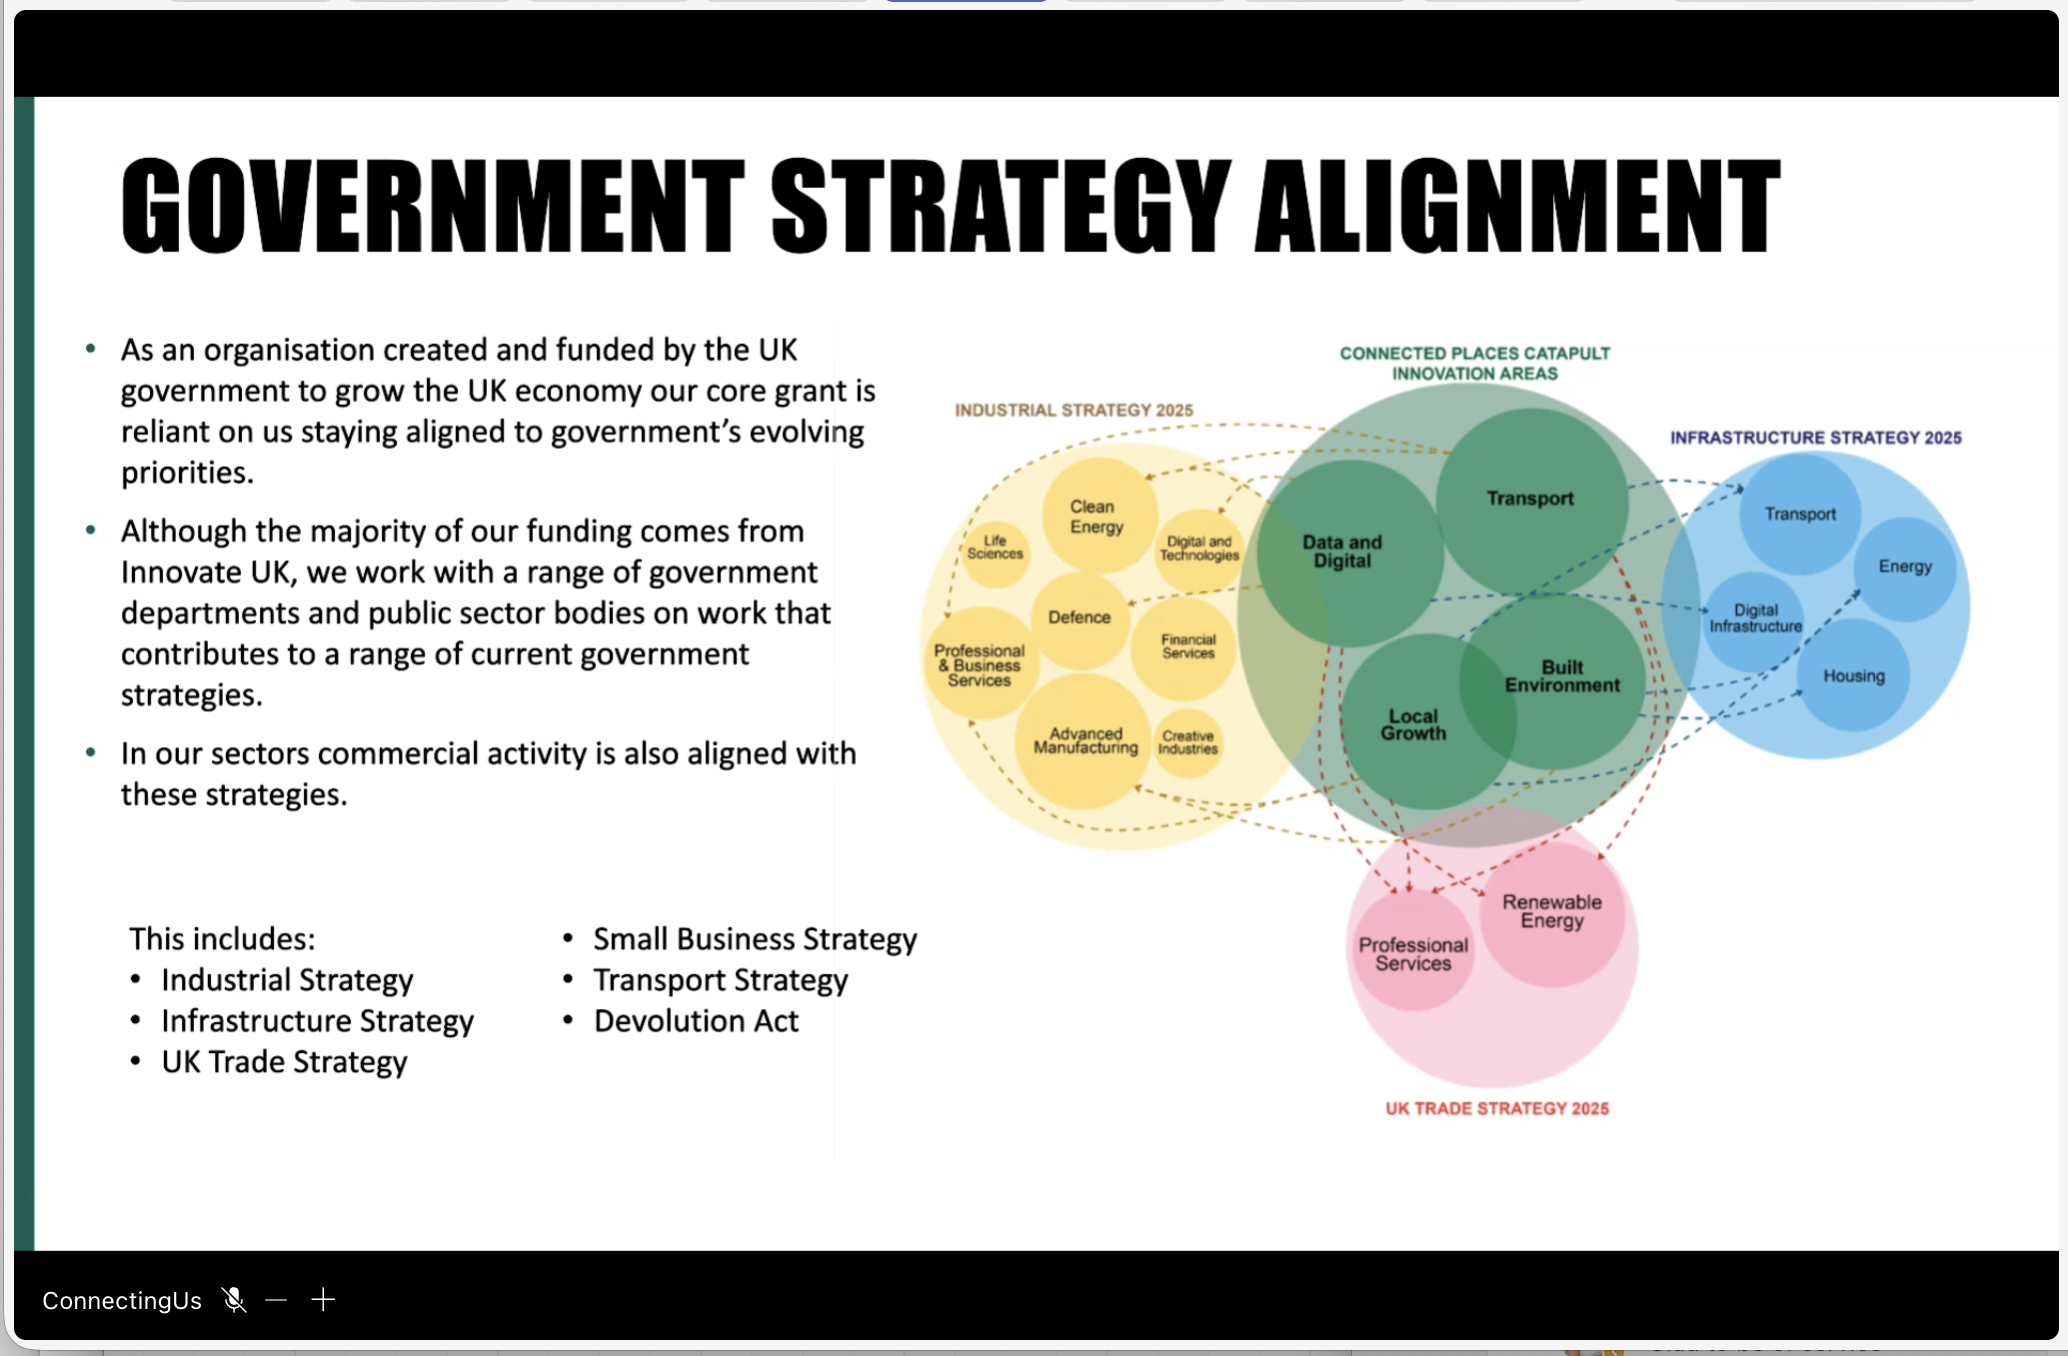 GOVERNMENT STRATEGY ALIGNMENT
• As an organisation created and funded by the UK
government to grow the UK economy our core grant is
reliant on us staying aligned to government's evolving
priorities.
• Although the majority of our funding comes from
Innovate UK, we work with a range of government
departments and public sector bodies on work that
contributes to a range of current government
strategies.
• In our sectors commercial activity is also aligned with
these strategies.
This includes:
• Industrial Strategy
• Infrastructure Strategy
• UK Trade Strategy
• Small Business Strategy
• Transport Strategy
• Devolution Act
INDUSTRIAL STRATEGY 2025
Clean
Energy
Life
Sciences
Digital and
Technologies
Defence
Financial
Services
Professional
& Business
Services
Advanced
Manufacturing
Creative
Industries
CONNECTED PLACES CATAPULT
INNOVATION AREAS
Transport
Data and
Digital
Built
Environment
Local
Growth
INFRASTRUCTURE STRATEGY 2025
Transport
Energy
Digital
Infrastructure
Housing
Renewable
Energy
Professional
Services
UK TRADE STRATEGY 2025
ConnectingUs